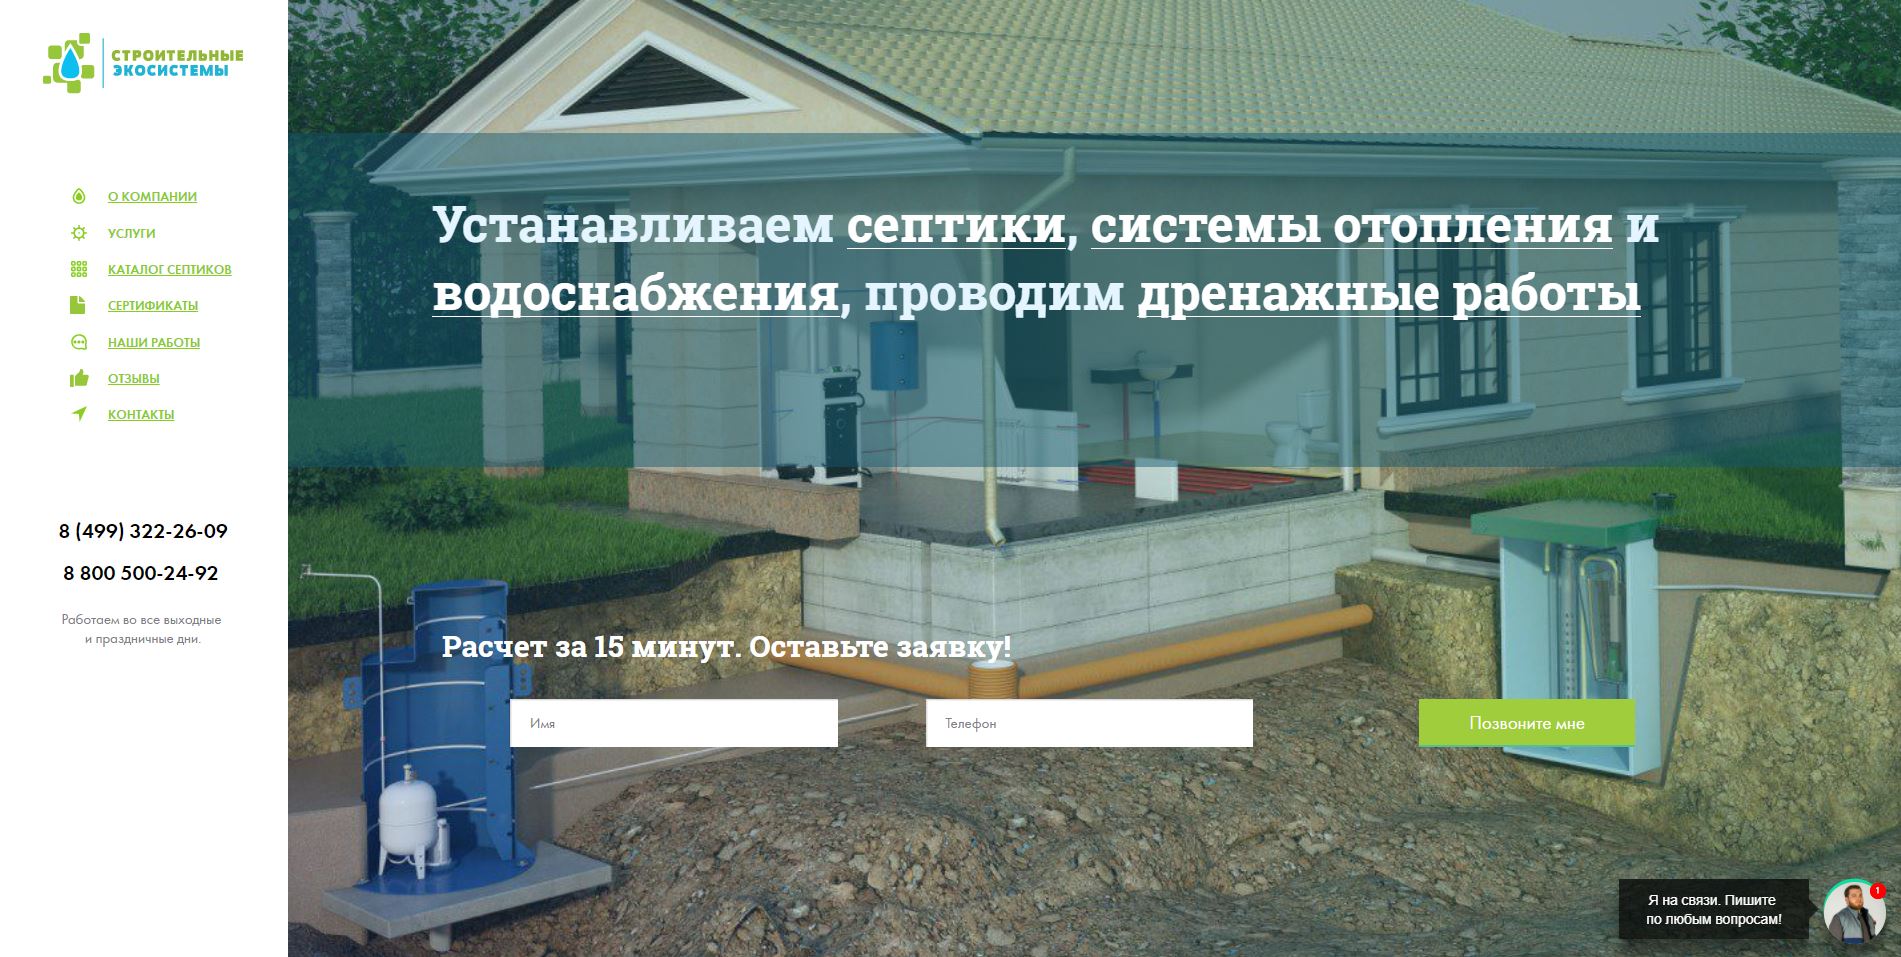 СТРОИТЕЛЬНЫЕ
ЭКОСИСТЕМЫ
О КОМПАНИИ
УСЛУГИ
КАТАЛОГ СЕПТИКОВ
СЕРТИФИКАТЫ
НАШИ РАБОТЫ
ОТЗЫВЫ
КОНТАКТЫ
8 (499) 322-26-09
8 800 500-24-92
Работаем во все выходные
и праздничные дни.
Устанавливаем септики, системы отопления и
водоснабжения, проводим дренажные работы
Расчет за 15 минут. Оставьте заявку!
Имя
Телефон
Позвоните мне
Я на связи. Пишите
по любым вопросам!
1